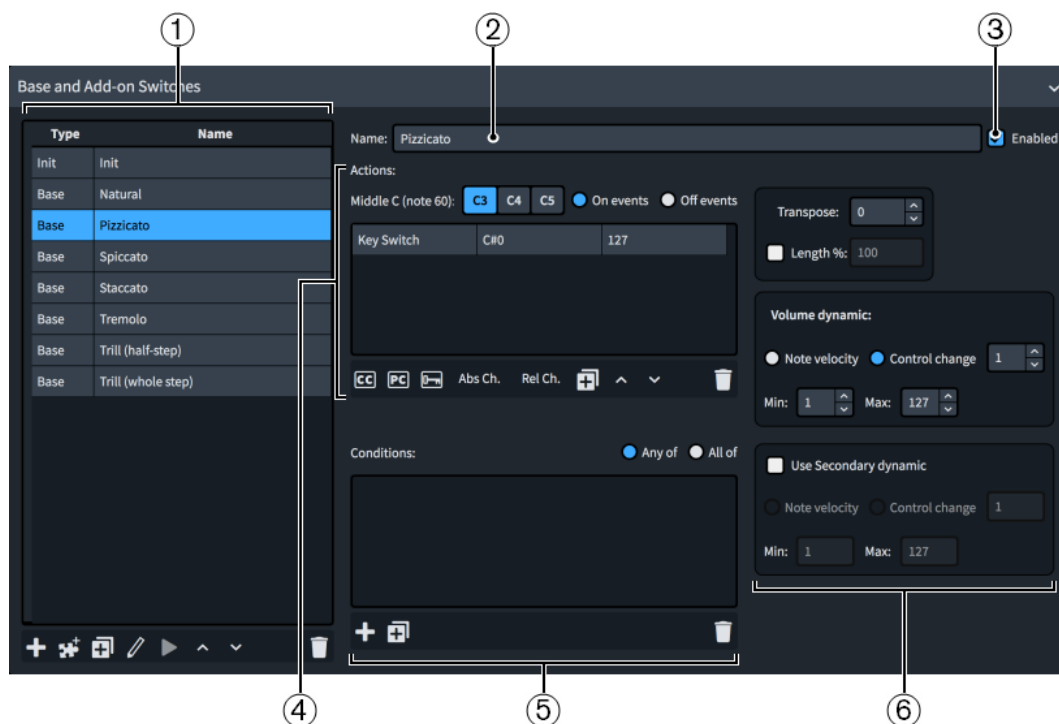 ① ② ③
Base and Add-on Switches
Type Name
Init Init
Base Natural
Base Pizzicato
Base Spiccato
Base Staccato
Base Tremolo
Base Trill (half-step)
Base Trill (whole step)
Name: Pizzicato Enabled
Actions:
Middle C (note 60): C3 C4 C5 On events Off events
Key Switch C#0 127
CC PC Abs Ch. Rel Ch.
Conditions: Any of All of
Transpose: 0
Length %: 100
Volume dynamic:
Note velocity Control change 1
Min: 1 Max: 127
Use Secondary dynamic
Note velocity Control change 1
Min: 1 Max: 127
④ ⑤ ⑥